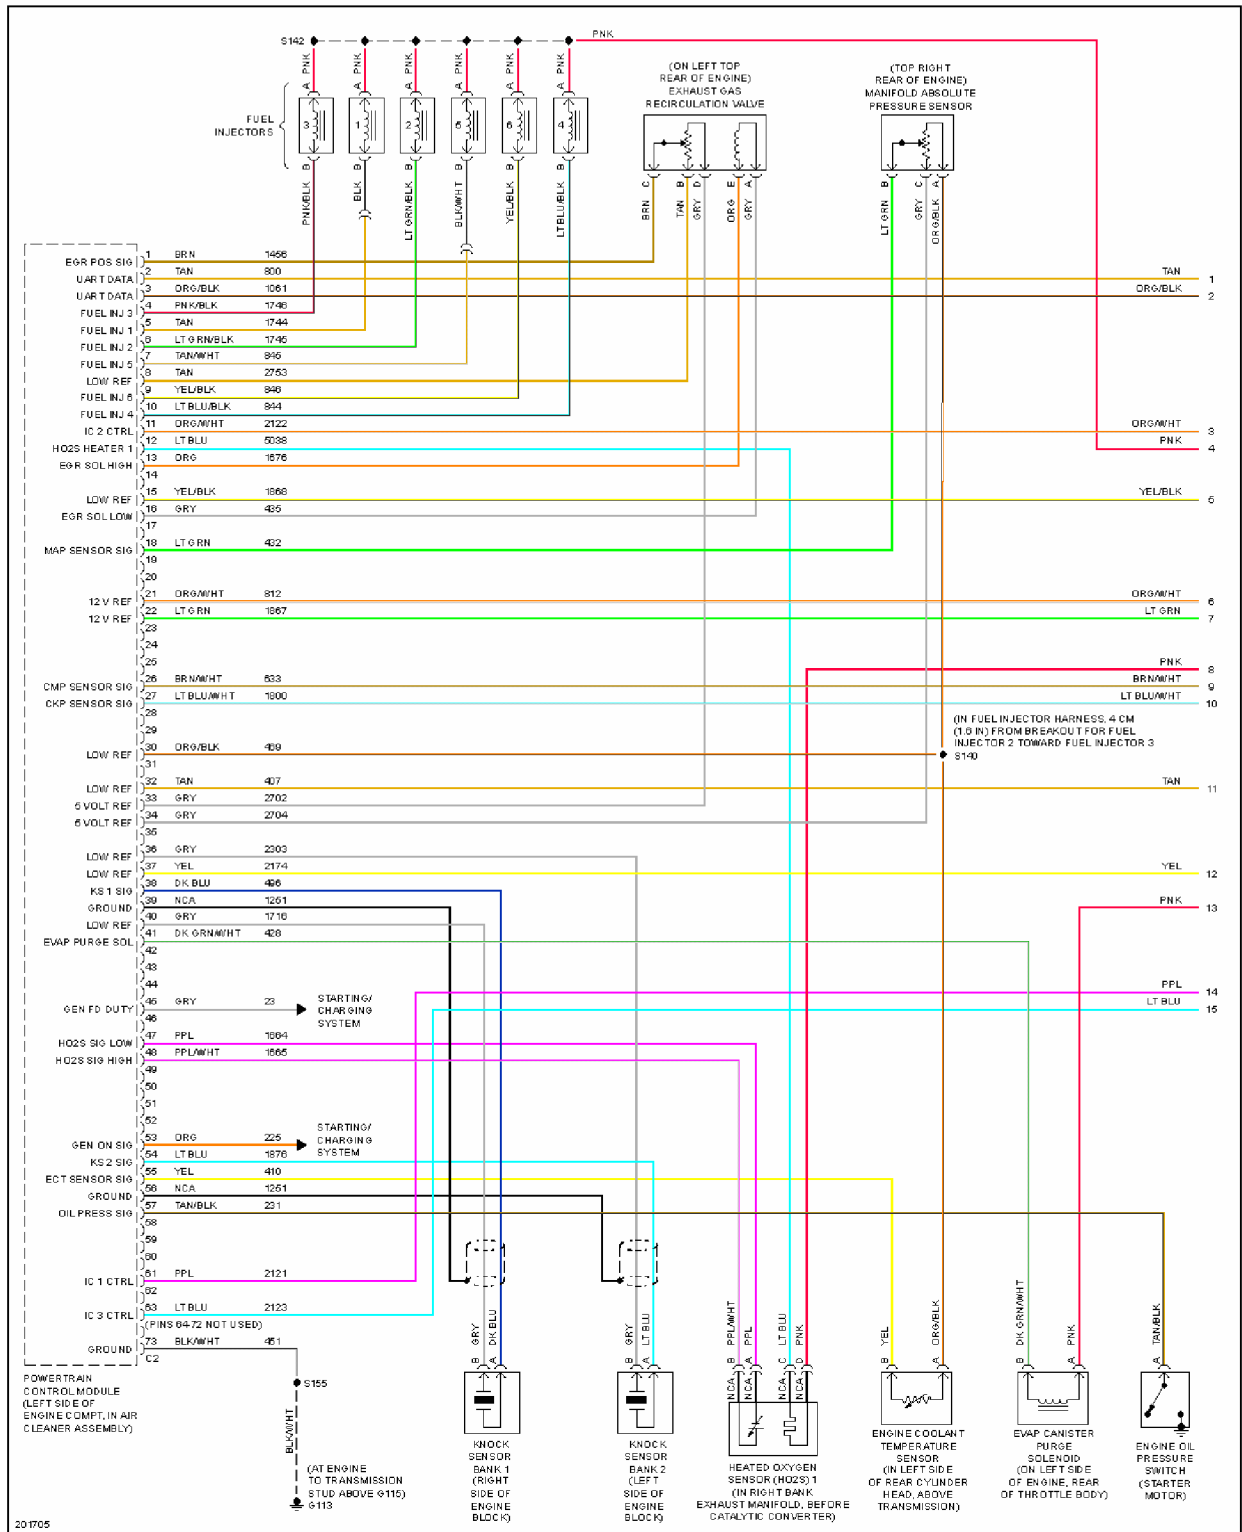 S142
PNK
A PNK
A PNK
A PNK
A PNK
A PNK
A PNK
FUEL
INJECTORS
3
1
2
5
6
4
B
B
B
B
B
B
PNK/BLK
BLK
LT GRN/BLK
BLK/WHT
YEL/BLK
LT BLU/BLK
(ON LEFT TOP
REAR OF ENGINE)
EXHAUST GAS
RECIRCULATION VALVE
BRN C
TAN B
GRY D
ORG E
GRY A
(TOP RIGHT
REAR OF ENGINE)
MANIFOLD ABSOLUTE
PRESSURE SENSOR
LT GRN B
GRY C
ORG/BLK A
EGR POS SIG 1 BRN 1456
UART DATA 2 TAN 800 TAN 1
UART DATA 3 ORG/BLK 1061 ORG/BLK 2
FUEL INJ 3 4 PNK/BLK 1746
FUEL INJ 1 5 TAN 1744
FUEL INJ 2 6 LT GRN/BLK 1745
FUEL INJ 5 7 TAN/WHT 845
LOW REF 8 TAN 2753
FUEL INJ 6 9 YEL/BLK 846
FUEL INJ 4 10 LT BLU/BLK 844
IC 2 CTRL 11 ORG/WHT 2122 ORG/WHT 3
HO2S HEATER 1 12 LT BLU 5038 PNK 4
EGR SOL HIGH 13 ORG 1676
14
LOW REF 15 YEL/BLK 1868 YEL/BLK 5
EGR SOL LOW 16 GRY 435
17
MAP SENSOR SIG 18 LT GRN 432
19
20
12 V REF 21 ORG/WHT 812 ORG/WHT 6
12 V REF 22 LT GRN 1867 LT GRN 7
23
24
25
PNK 8
CMP SENSOR SIG 26 BRN/WHT 633 BRN/WHT 9
CKP SENSOR SIG 27 LT BLU/WHT 1800 LT BLU/WHT 10
28
29
(IN FUEL INJECTOR HARNESS, 4 CM
(1.6 IN) FROM BREAKOUT FOR FUEL
INJECTOR 2 TOWARD FUEL INJECTOR 3
S140
LOW REF 30 ORG/BLK 469
31
LOW REF 32 TAN 407 TAN 11
5 VOLT REF 33 GRY 2702
5 VOLT REF 34 GRY 2704
35
LOW REF 36 GRY 2303
LOW REF 37 YEL 2174 YEL 12
KS 1 SIG 38 DK BLU 496
GROUND 39 NCA 1251 PNK 13
LOW REF 40 GRY 1716
EVAP PURGE SOL 41 DK GRN/WHT 428
42
43
44
PPL 14
GEN FD DUTY 45 GRY 23 LT BLU 15
STARTING/
CHARGING
SYSTEM
46
HO2S SIG LOW 47 PPL 1664
HO2S SIG HIGH 48 PPL/WHT 1665
49
50
51
52
GEN ON SIG 53 ORG 225
STARTING/
CHARGING
SYSTEM
KS 2 SIG 54 LT BLU 1876
ECT SENSOR SIG 55 YEL 410
GROUND 56 NCA 1251
OIL PRESS SIG 57 TAN/BLK 231
58
59
60
IC 1 CTRL 61 PPL 2121
62
IC 3 CTRL 63 LT BLU 2123
(PINS 64-72 NOT USED)
GROUND 73 BLK/WHT 451
C2
POWERTRAIN
CONTROL MODULE
(LEFT SIDE OF
ENGINE COMPT, IN AIR
CLEANER ASSEMBLY)
S155
BLK/WHT
(AT ENGINE
TO TRANSMISSION
STUD ABOVE G115)
G113
B GRY
A DK BLU
KNOCK
SENSOR
BANK 1
(RIGHT
SIDE OF
ENGINE
BLOCK)
B GRY
A LT BLU
KNOCK
SENSOR
BANK 2
(LEFT
SIDE OF
ENGINE
BLOCK)
B PPL/WHT
A PPL
C LT BLU
D PNK
NCA
NCA
NCA
NCA
HEATED OXYGEN
SENSOR (HO2S) 1
(IN RIGHT BANK
EXHAUST MANIFOLD, BEFORE
CATALYTIC CONVERTER)
B YEL
A ORG/BLK
ENGINE COOLANT
TEMPERATURE
SENSOR
(IN LEFT SIDE
OF REAR CYLINDER
HEAD, ABOVE
TRANSMISSION)
B DK GRN/WHT
A PNK
EVAP CANISTER
PURGE
SOLENOID
(ON LEFT SIDE
OF ENGINE, REAR
OF THROTTLE BODY)
A TAN/BLK
ENGINE OIL
PRESSURE
SWITCH
(STARTER
MOTOR)
201705